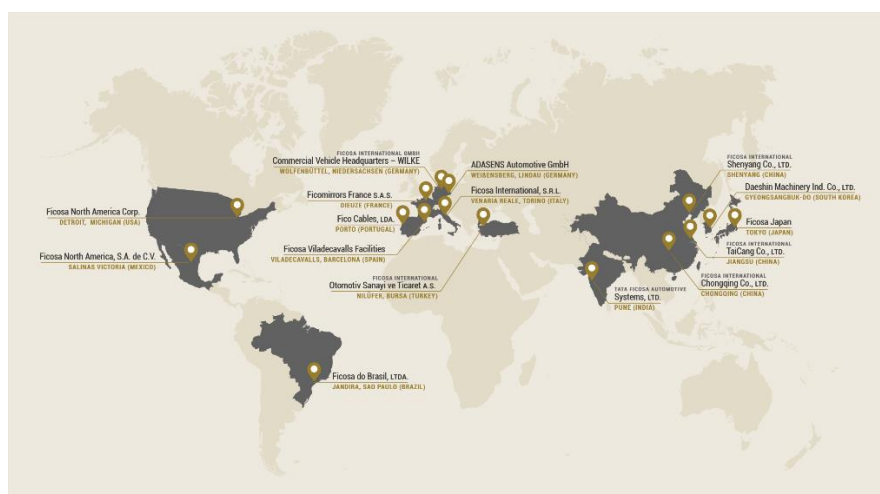 FICOSA INTERNATIONAL GMBH
Commercial Vehicle Headquarters – WILKE
WOLFENBÜTTEL, NIEDERSACHSEN (GERMANY)
ADASENS Automotive GmbH
WEIBENSBERG, LINDAU (GERMANY)
Ficomirrors France S.A.S.
DIEUZE (FRANCE)
Ficosa International, S.R.L.
VENARIA REALE, TORINO (ITALY)
Fico Cables, LDA.
PORTO (PORTUGAL)
Ficosa Viladecavalls Facilities
VILADECAVALLS, BARCELONA (SPAIN)
FICOSA INTERNATIONAL
Otomotiv Sanayi ve Ticaret A.S.
NILÜFER, BURSA (TURKEY)
Ficosa North America Corp.
DETROIT, MICHIGAN (USA)
Ficosa North America, S.A. de C.V.
SALINAS VICTORIA (MEXICO)
Ficosa do Brasil, LTDA.
JANDIRA, SAO PAULO (BRAZIL)
FICOSA INTERNATIONAL
Shenyang Co., LTD.
SHENYANG (CHINA)
Daeshin Machinery Ind. Co., LTD.
GYEONGSANGBUK-DO (SOUTH KOREA)
Ficosa Japan
TOKYO (JAPAN)
FICOSA INTERNATIONAL
TaiCang Co., LTD.
JIANGSU (CHINA)
FICOSA INTERNATIONAL
Chongqing Co., LTD.
CHONGQING (CHINA)
TATA FICOSA AUTOMOTIVE
Systems, LTD.
PUNE (INDIA)